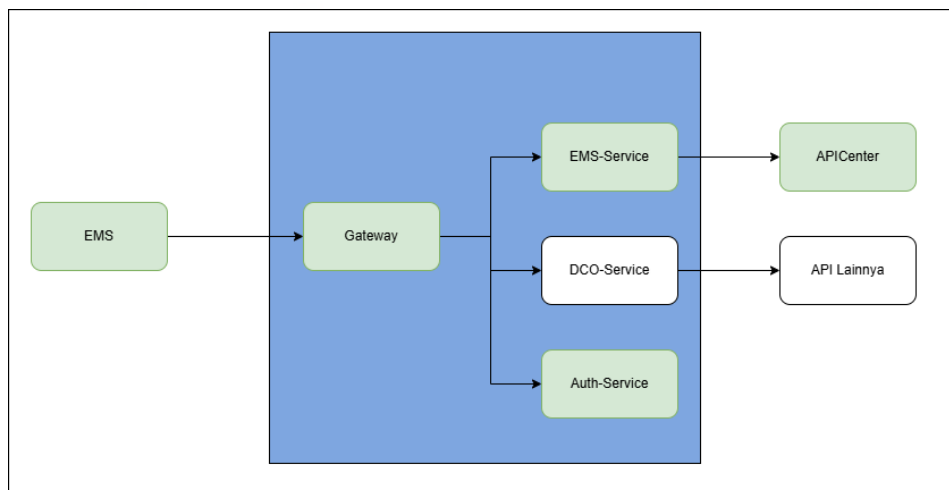 EMS
Gateway
EMS-Service
APICenter
DCO-Service
API Lainnya
Auth-Service